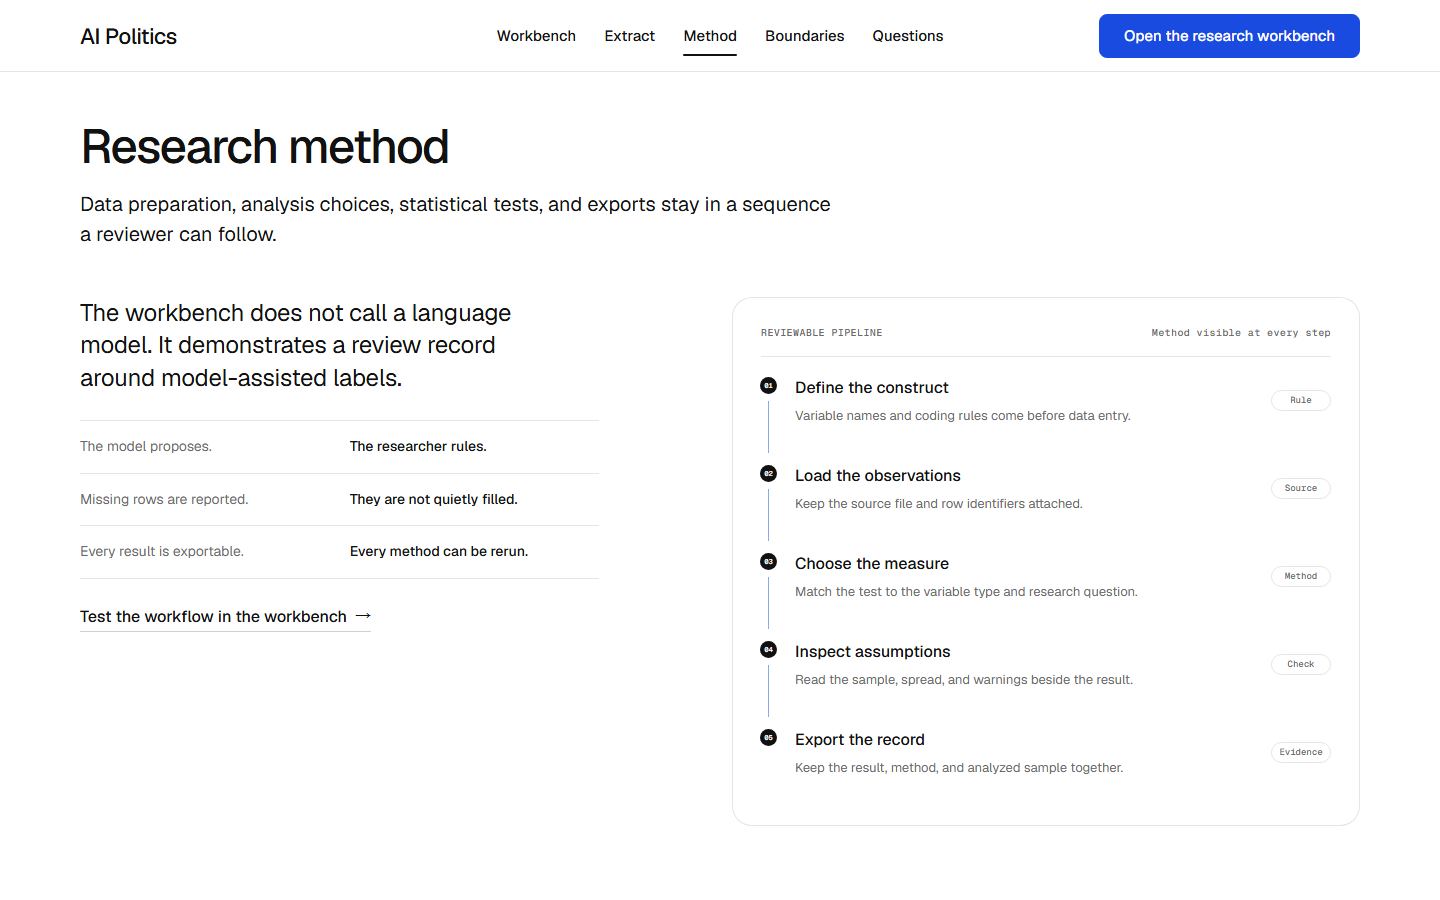 AI Politics
Workbench
Extract
Method
Boundaries
Questions
Open the research workbench
Research method
Data preparation, analysis choices, statistical tests, and exports stay in a sequence
a reviewer can follow.
The workbench does not call a language
model. It demonstrates a review record
around model-assisted labels.
The model proposes.
The researcher rules.
Missing rows are reported.
They are not quietly filled.
Every result is exportable.
Every method can be rerun.
Test the workflow in the workbench →
REVIEWABLE PIPELINE
Method visible at every step
01
Define the construct
Variable names and coding rules come before data entry.
Rule
02
Load the observations
Keep the source file and row identifiers attached.
Source
03
Choose the measure
Match the test to the variable type and research question.
Method
04
Inspect assumptions
Read the sample, spread, and warnings beside the result.
Check
05
Export the record
Keep the result, method, and analyzed sample together.
Evidence